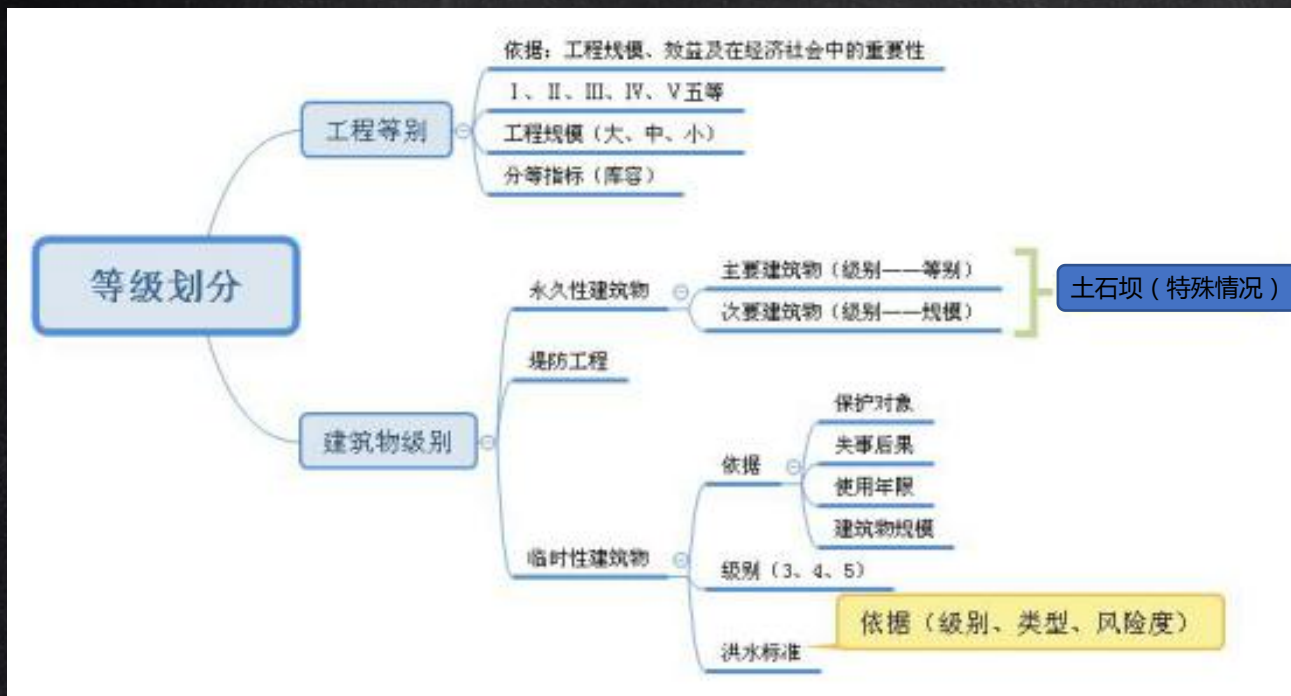 等级划分
工程等别
依据：工程规模、效益及在经济社会中的重要性
Ⅰ、Ⅱ、Ⅲ、Ⅳ、Ⅴ五等
工程规模（大、中、小）
分等指标（库容）
建筑物级别
永久性建筑物
主要建筑物（级别——等别）
次要建筑物（级别——规模）
土石坝（特殊情况）
堤防工程
临时性建筑物
依据
保护对象
失事后果
使用年限
建筑物规模
级别（3、4、5）
洪水标准
依据（级别、类型、风险度）